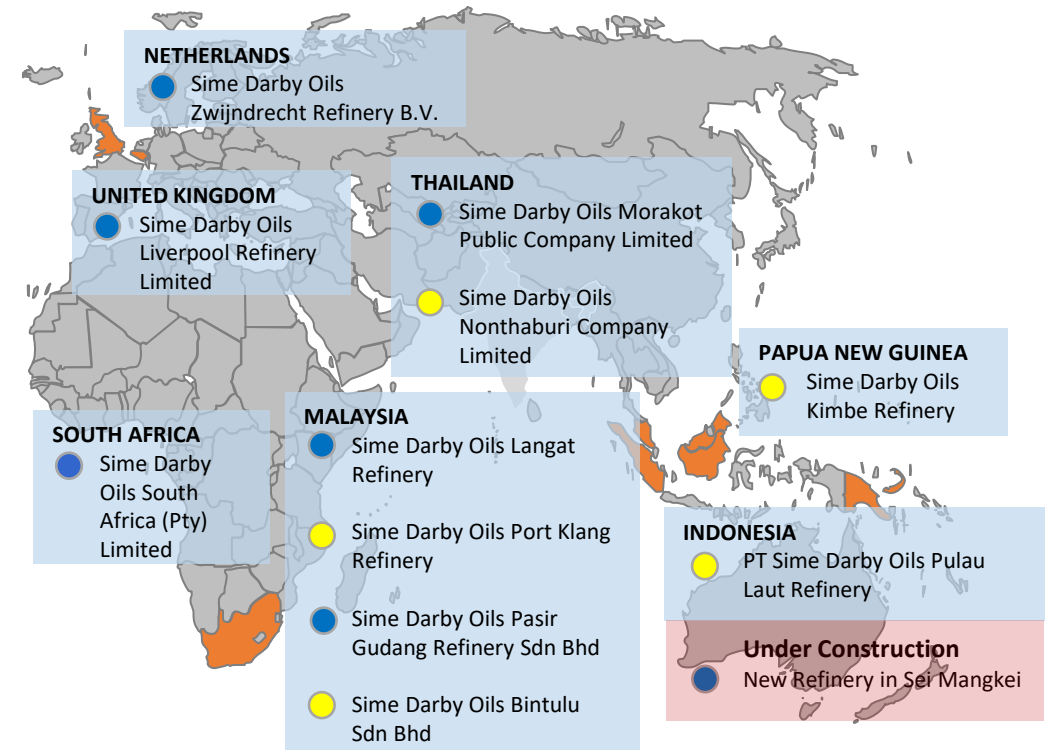 NETHERLANDS
Sime Darby Oils
Zwijndrecht Refinery B.V.
UNITED KINGDOM
Sime Darby Oils
Liverpool Refinery
Limited
THAILAND
Sime Darby Oils Morakot
Public Company Limited
Sime Darby Oils
Nonthaburi Company
Limited
PAPUA NEW GUINEA
Sime Darby Oils
Kimbe Refinery
SOUTH AFRICA
Sime Darby
Oils South
Africa (Pty)
Limited
MALAYSIA
Sime Darby Oils Langat
Refinery
Sime Darby Oils Port Klang
Refinery
Sime Darby Oils Pasir
Gudang Refinery Sdn Bhd
Sime Darby Oils Bintulu
Sdn Bhd
INDONESIA
PT Sime Darby Oils Pulau
Laut Refinery
Under Construction
New Refinery in Sei Mangkei